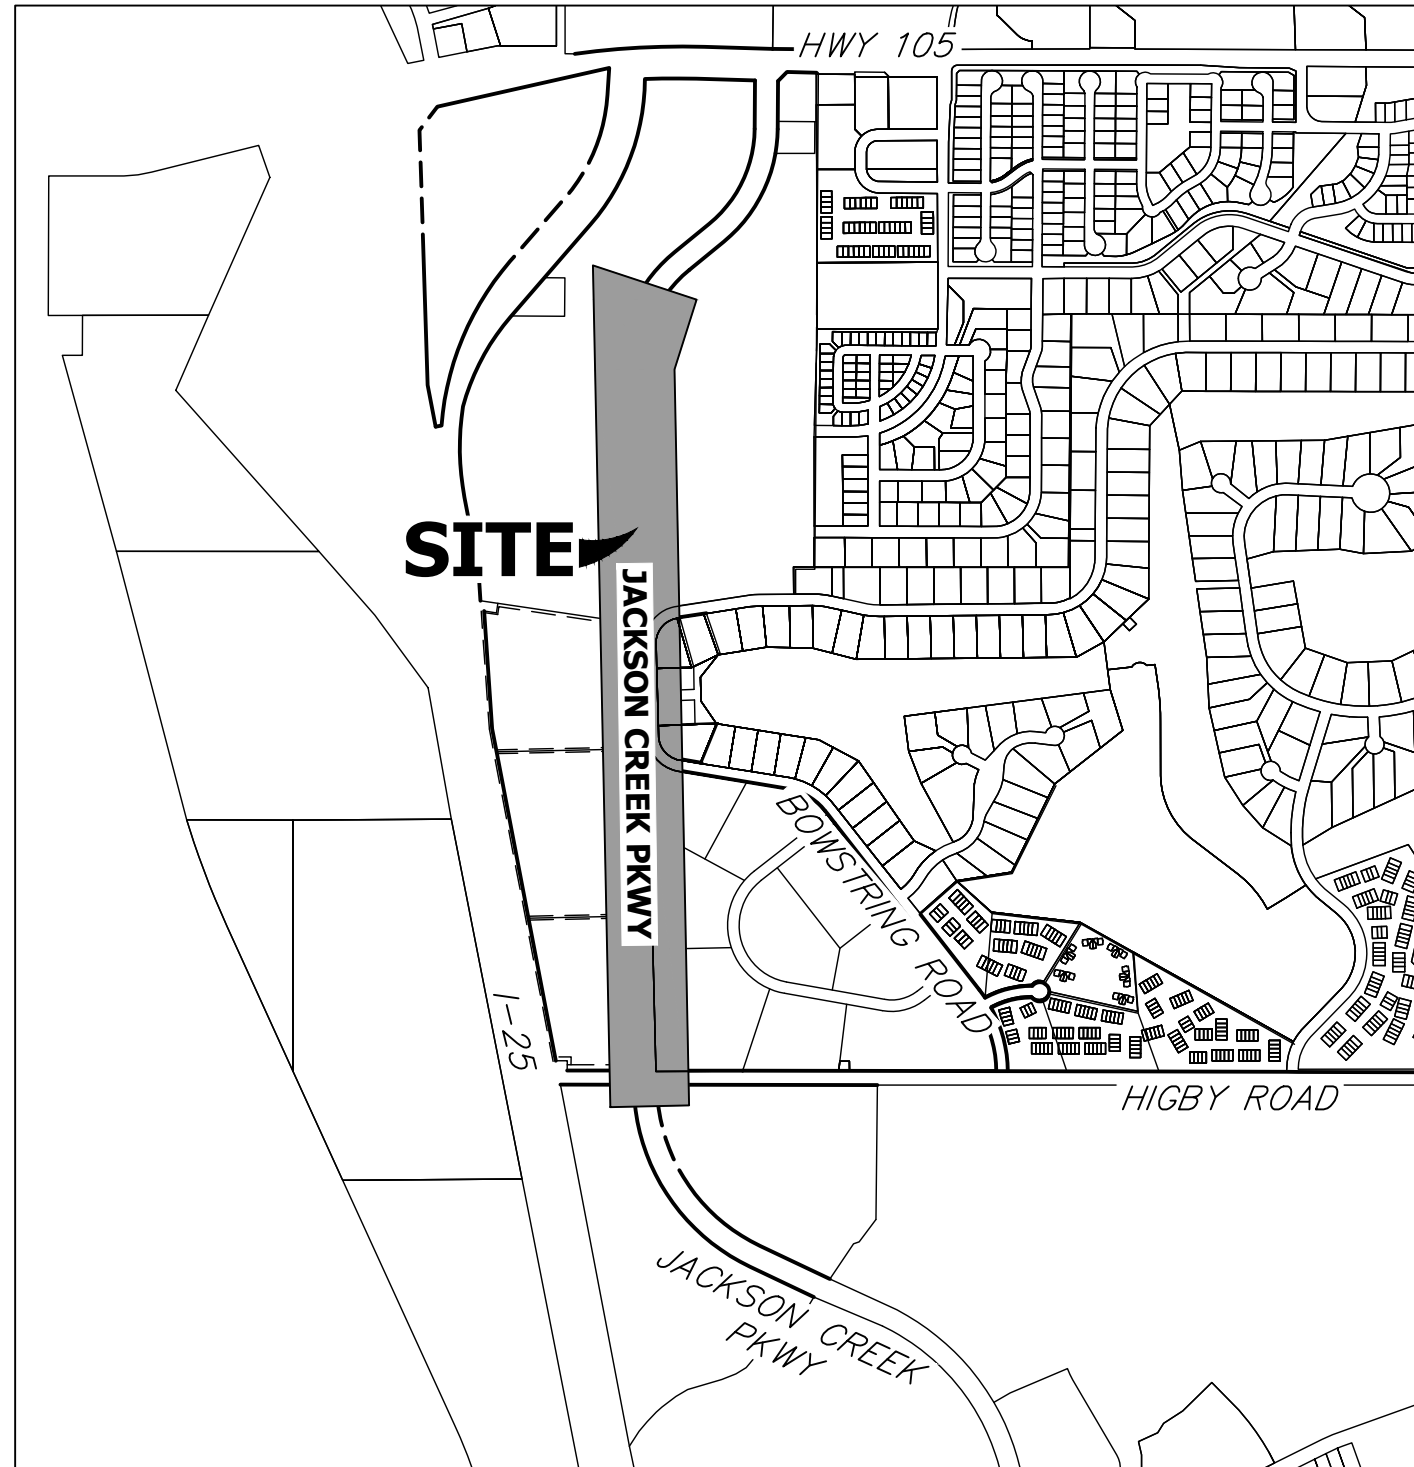 HWY 105
SITE
JACKSON CREEK PKWY
BOWSTRING ROAD
I-25
HIGBY ROAD
JACKSON CREEK
PKWY